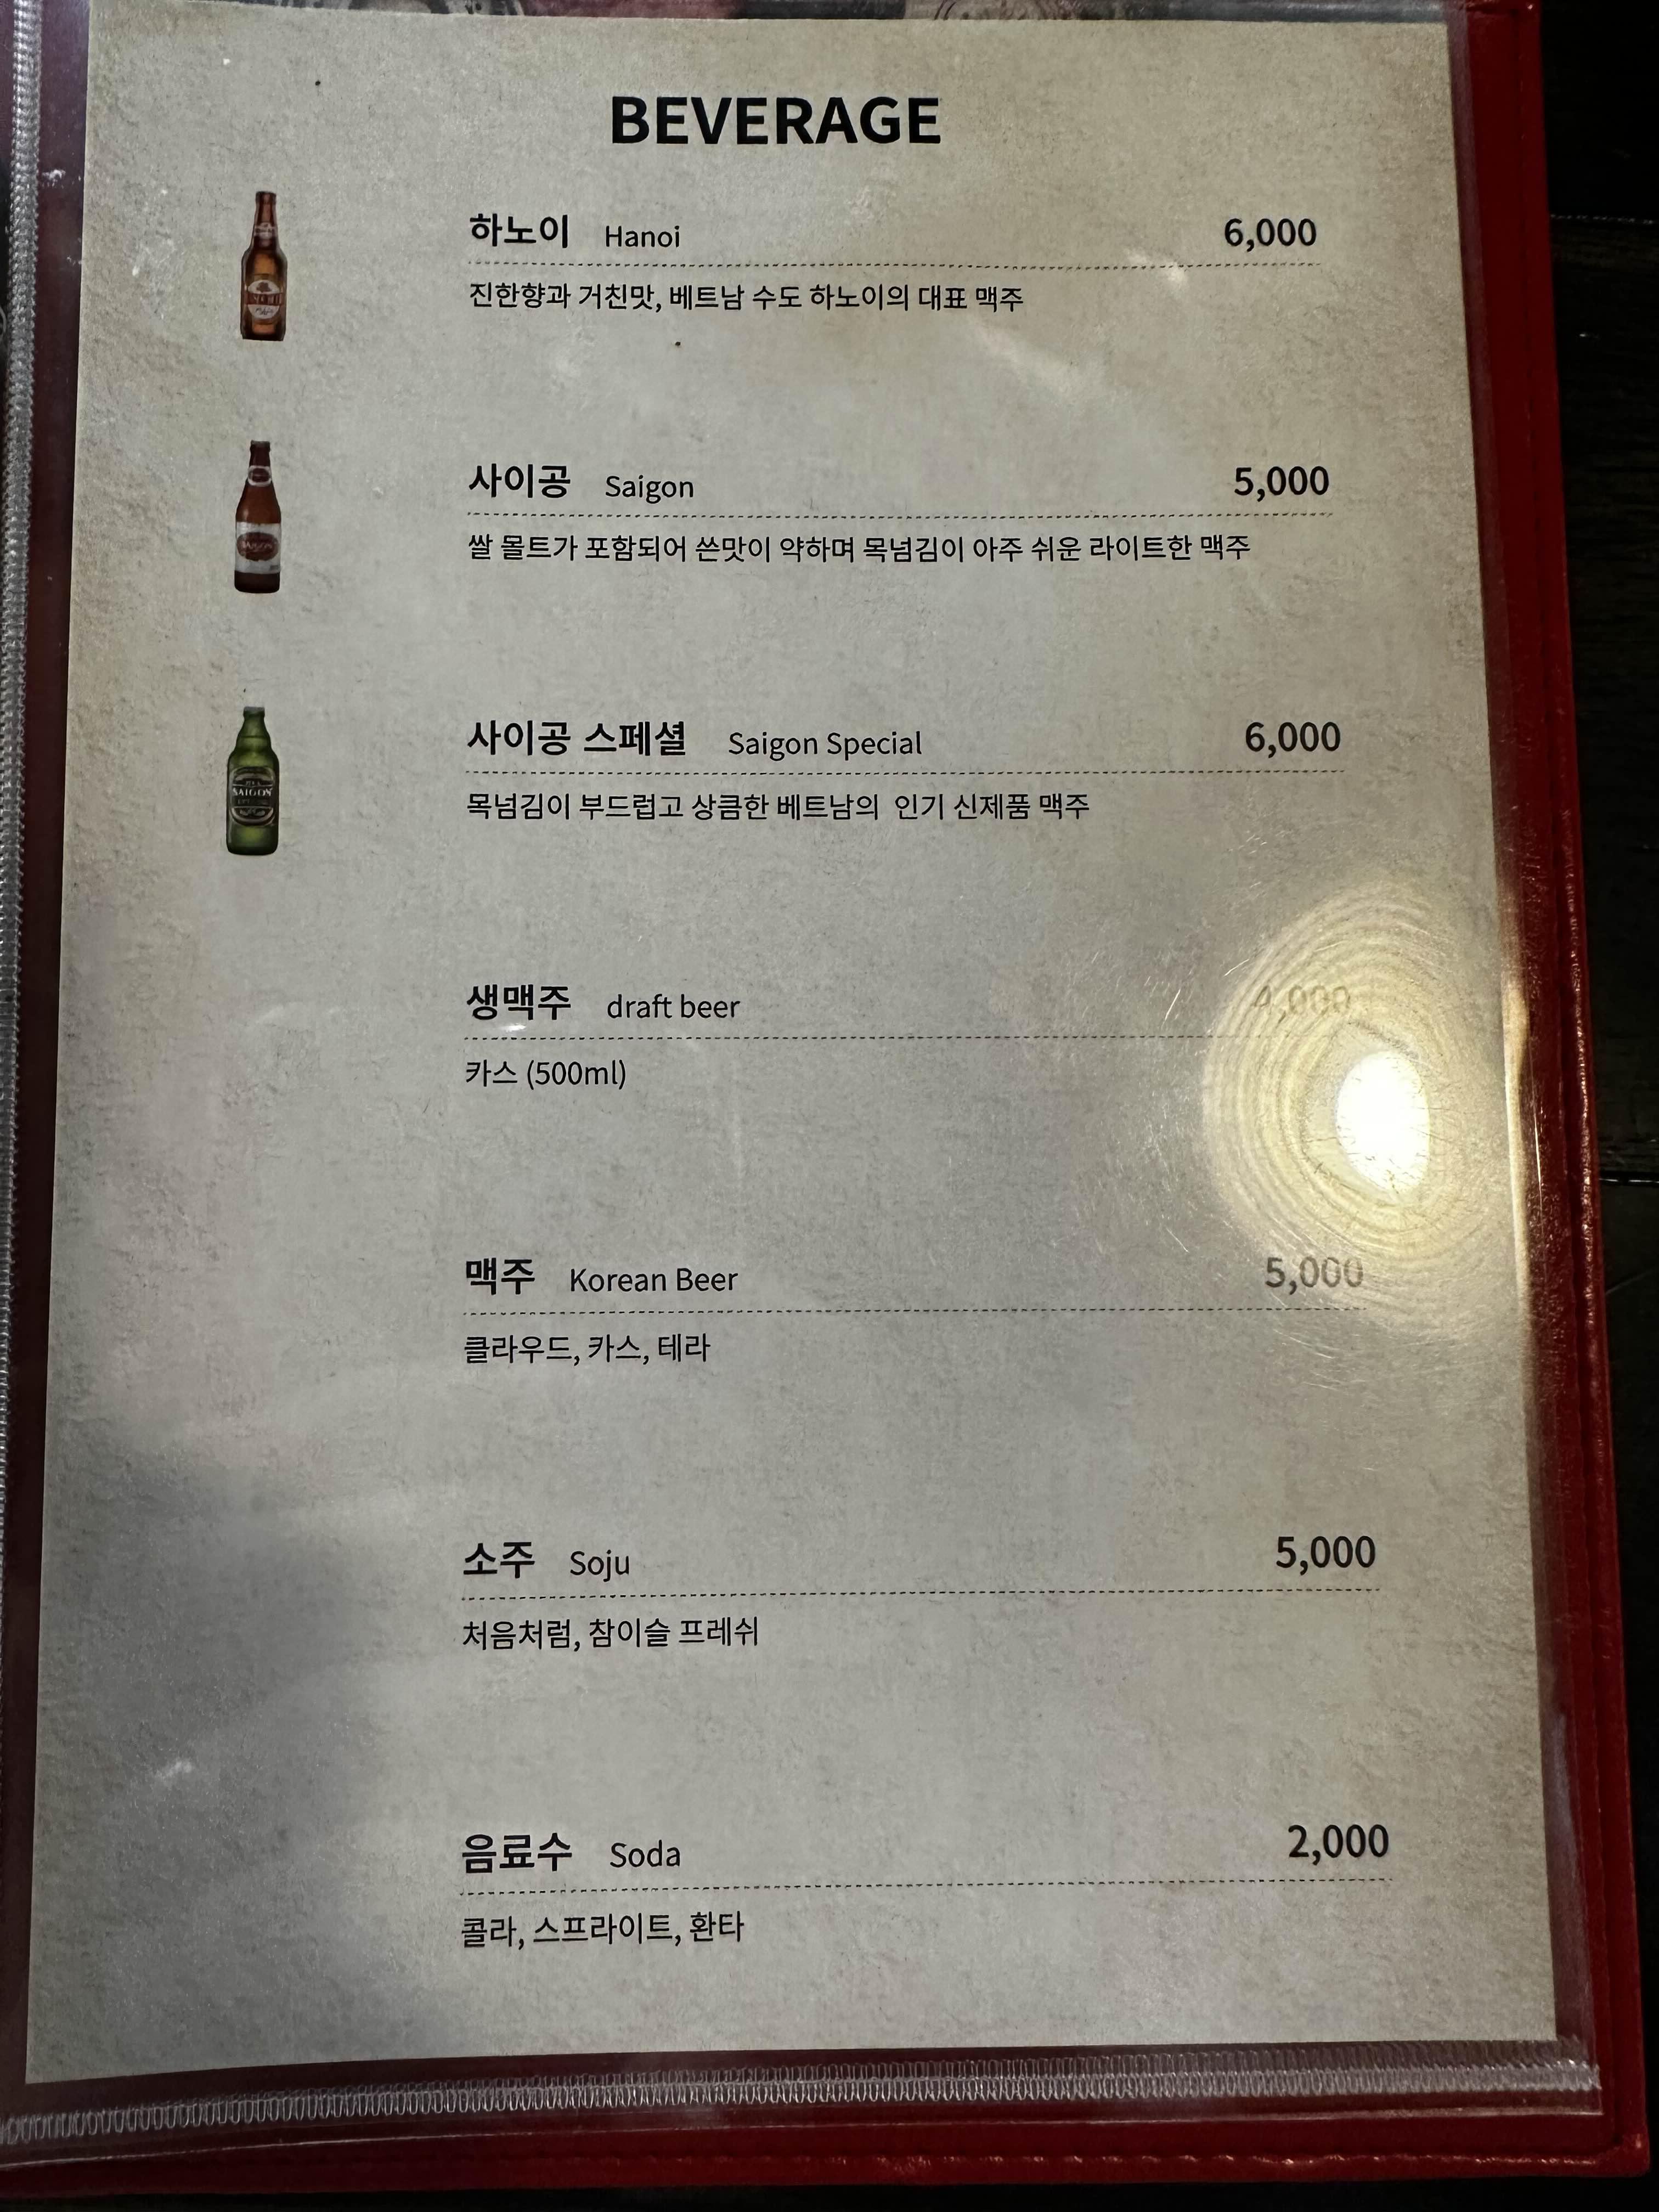 BEVERAGE
하노이 Hanoi 6,000
진한향과 거친맛, 베트남 수도 하노이의 대표 맥주
사이공 Saigon 5,000
쌀 몰트가 포함되어 쓴맛이 약하며 목넘김이 아주 쉬운 라이트한 맥주
사이공 스페셜 Saigon Special 6,000
SAIGON
목넘김이 부드럽고 상큼한 베트남의 인기 신제품 맥주
생맥주 draft beer 4,000
카스 (500ml)
맥주 Korean Beer 5,000
클라우드, 카스, 테라
소주 Soju 5,000
처음처럼, 참이슬 프레쉬
음료수 Soda 2,000
콜라, 스프라이트, 환타